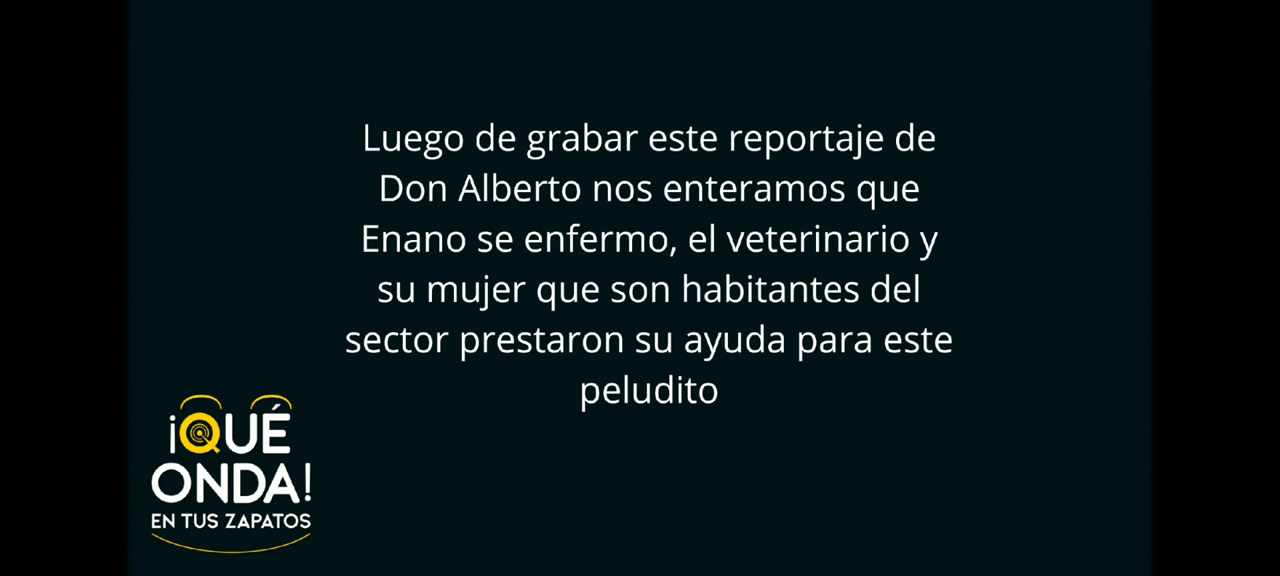 Luego de grabar este reportaje de
Don Alberto nos enteramos que
Enano se enfermo, el veterinario y
su mujer que son habitantes del
sector prestaron su ayuda para este
peludito
¡QUÉ
ONDA!
EN TUS ZAPATOS